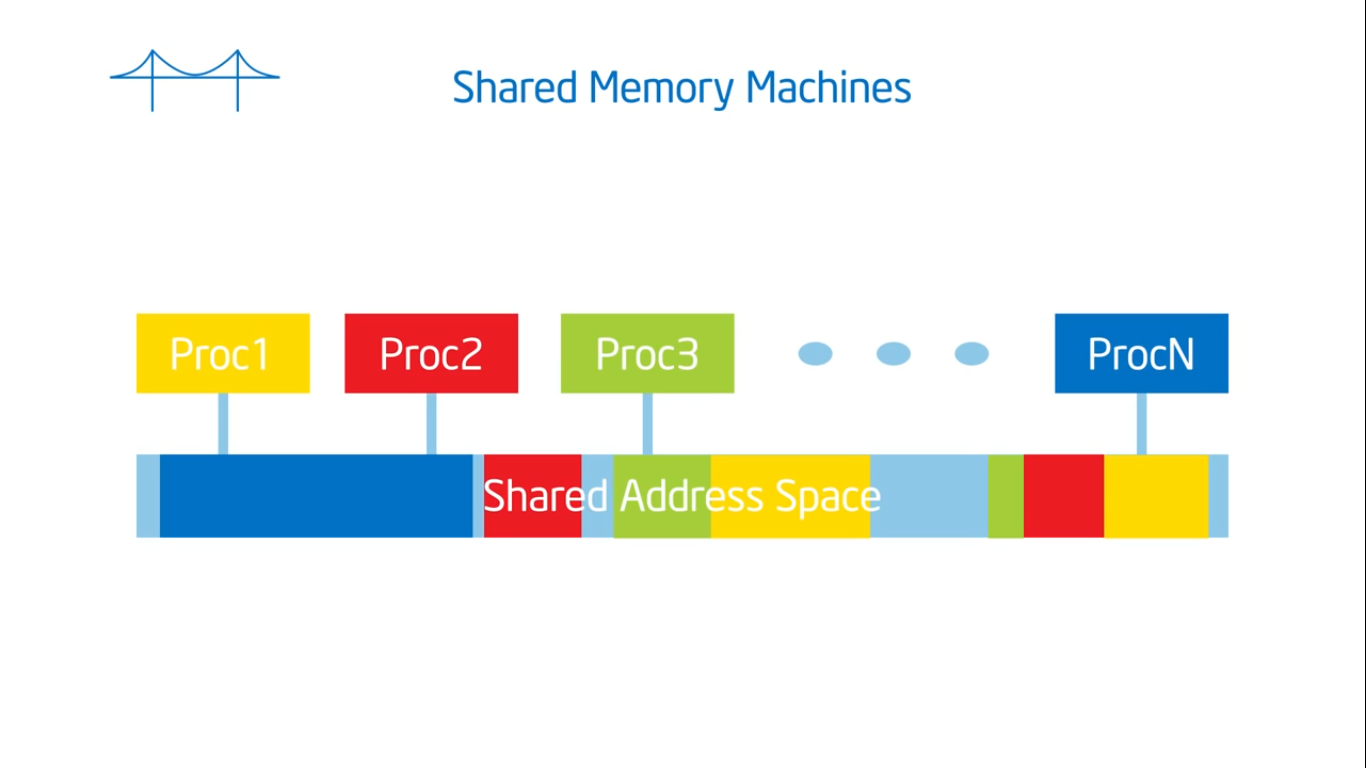 Shared Memory Machines
Proc1 Proc2 Proc3 ProcN
Shared Address Space